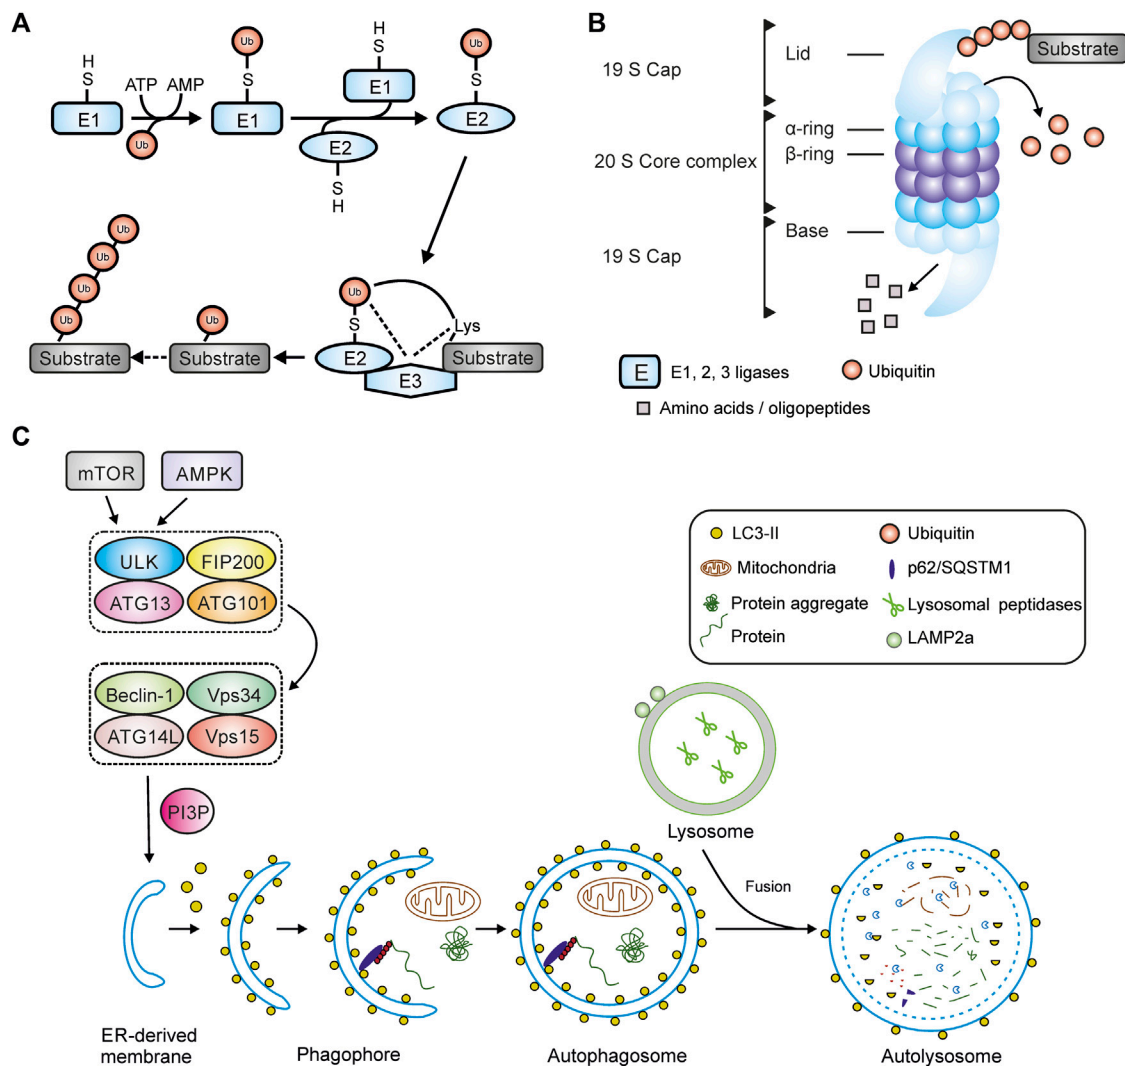 A
H
S
E1
ATP
AMP
Ub
Ub
S
E1
H
S
E1
E2
S
H
Ub
S
E2
Ub
Ub
Ub
Ub
Substrate
Ub
Substrate
Ub
S
E2
Lys
E3
Substrate
B
19 S Cap
Lid
Substrate
α-ring
20 S Core complex
β-ring
19 S Cap
Base
E
E1, 2, 3 ligases
Ubiquitin
Amino acids / oligopeptides
C
mTOR
AMPK
ULK
FIP200
ATG13
ATG101
Beclin-1
Vps34
ATG14L
Vps15
PI3P
LC3-II
Ubiquitin
Mitochondria
p62/SQSTM1
Protein aggregate
Lysosomal peptidases
Protein
LAMP2a
Lysosome
Fusion
ER-derived
membrane
Phagophore
Autophagosome
Autolysosome